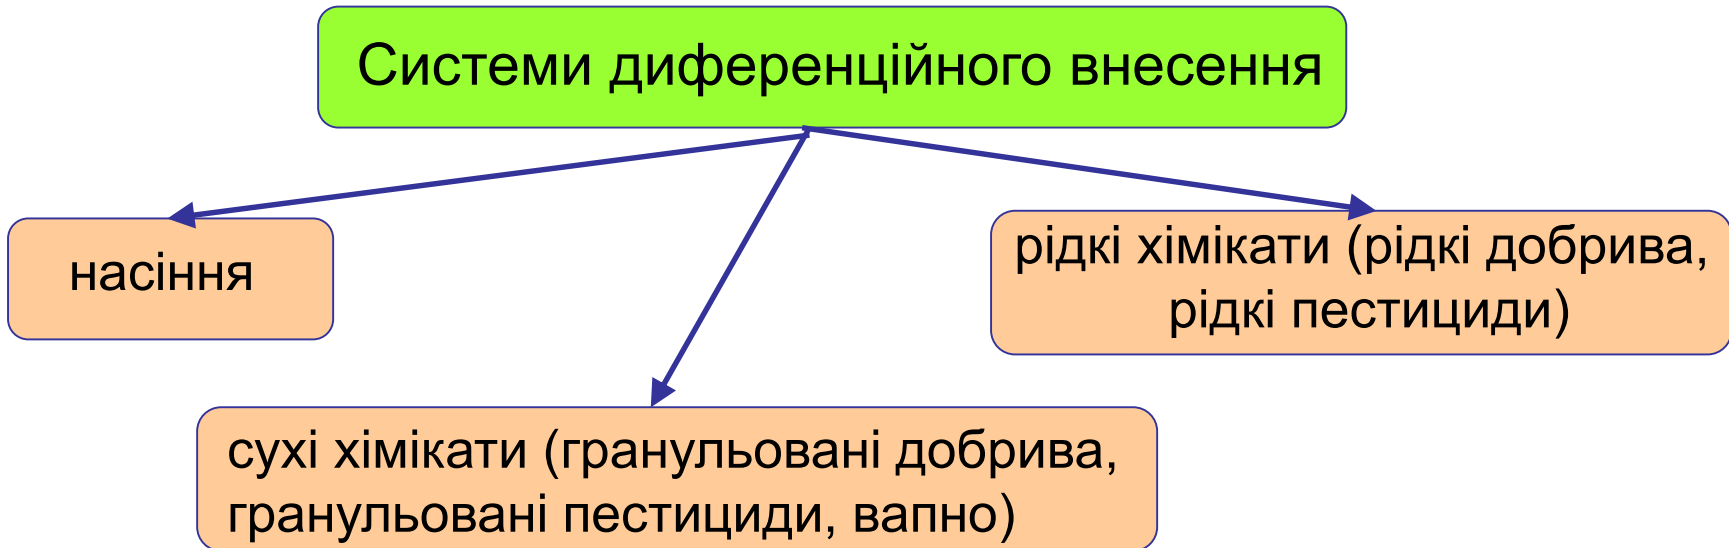 Системи диференційного внесення
насіння
рідкі хімікати (рідкі добрива,
рідкі пестициди)
сухі хімікати (гранульовані добрива,
гранульовані пестициди, вапно)